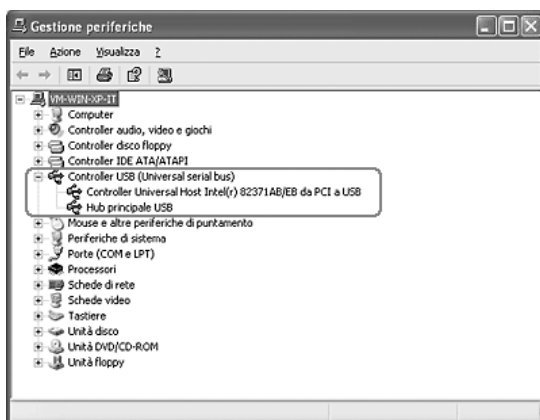 Gestione periferiche
File Azione Visualizza ?
VM-WIN-XP-IT
Computer
Controller audio, video e giochi
Controller disco floppy
Controller IDE ATA/ATAPI
Controller USB (Universal serial bus)
Controller Universal Host Intel(r) 82371AB/EB da PCI a USB
Hub principale USB
Mouse e altre periferiche di puntamento
Periferiche di sistema
Porte (COM e LPT)
Processori
Schede di rete
Schede video
Tastiere
Unità disco
Unità DVD/CD-ROM
Unità floppy